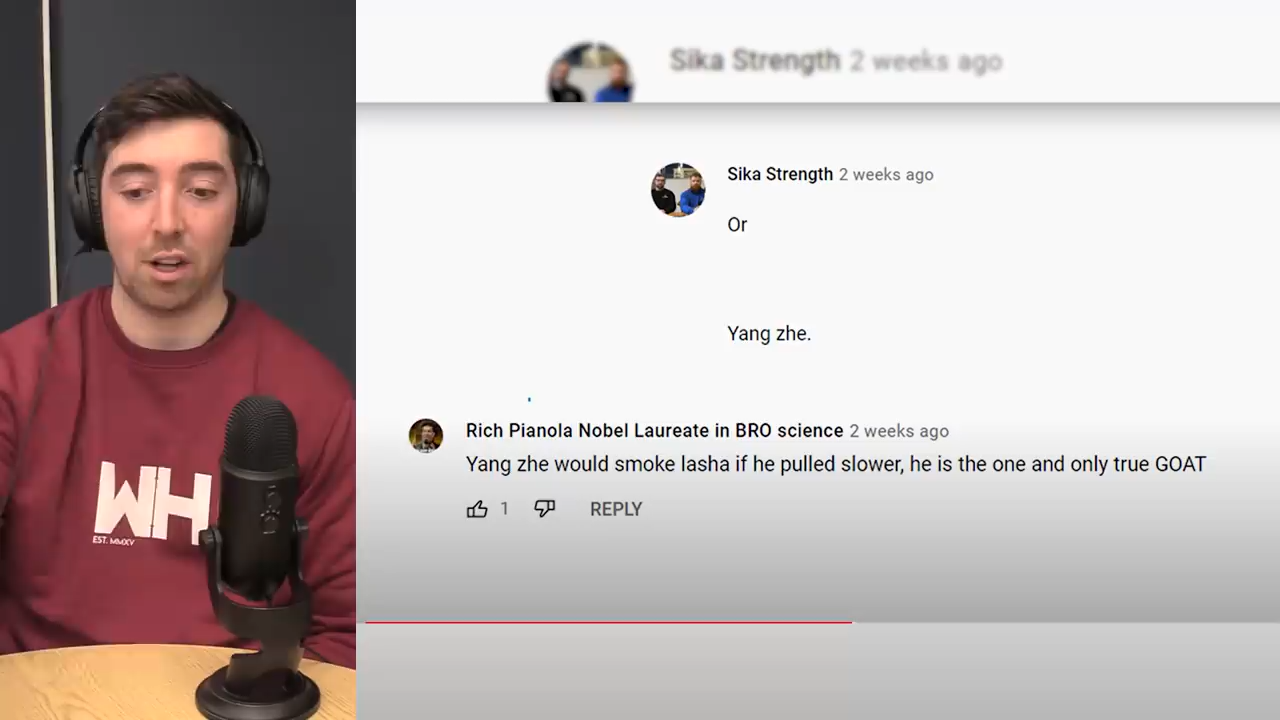 Sika Strength 2 weeks ago
Sika Strength 2 weeks ago
Or
Yang zhe.
Rich Pianola Nobel Laureate in BRO science 2 weeks ago
Yang zhe would smoke lasha if he pulled slower, he is the one and only true GOAT
1 REPLY
WH
EST. MMXV